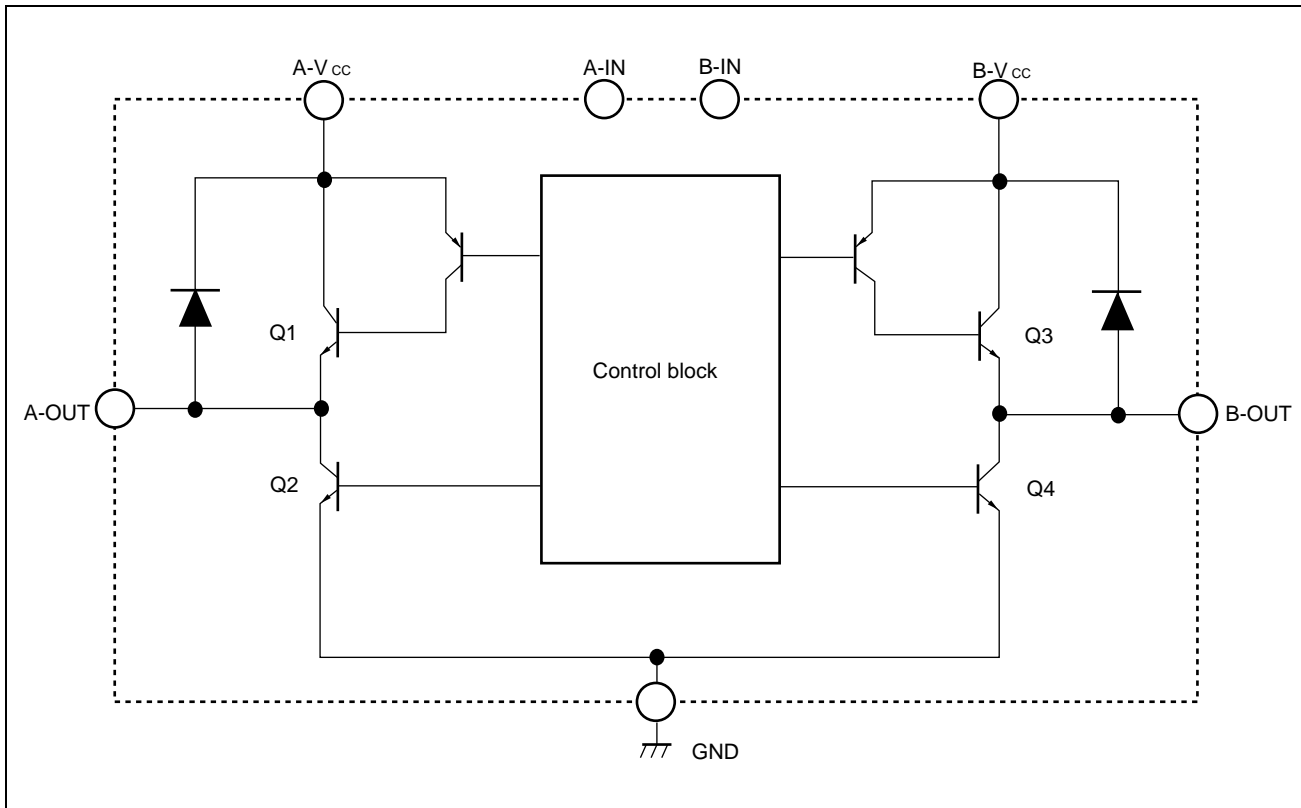 A-Vcc
A-IN
B-IN
B-Vcc
Q1
Q3
Control block
A-OUT
B-OUT
Q2
Q4
GND